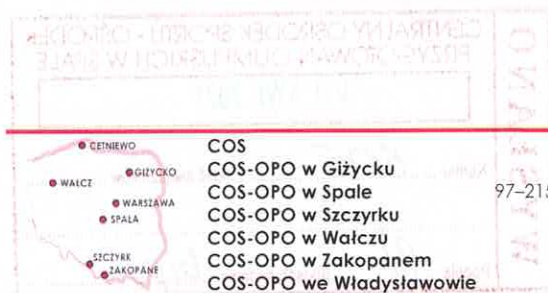 CENTRALNY OŚRODEK SPORTU - OŚRODEK
PRZYGOTOWAŃ OLIMPIJSKICH W SPALE
CETNIEWO
GIŻYCKO
WAŁCZ
WARSZAWA
SPAŁA
SZCZYRK
ZAKOPANE
COS
COS-OPO w Giżycku
COS-OPO w Spale
97–215
COS-OPO w Szczyrku
COS-OPO w Wałczu
COS-OPO w Zakopanem
COS-OPO we Władysławowie